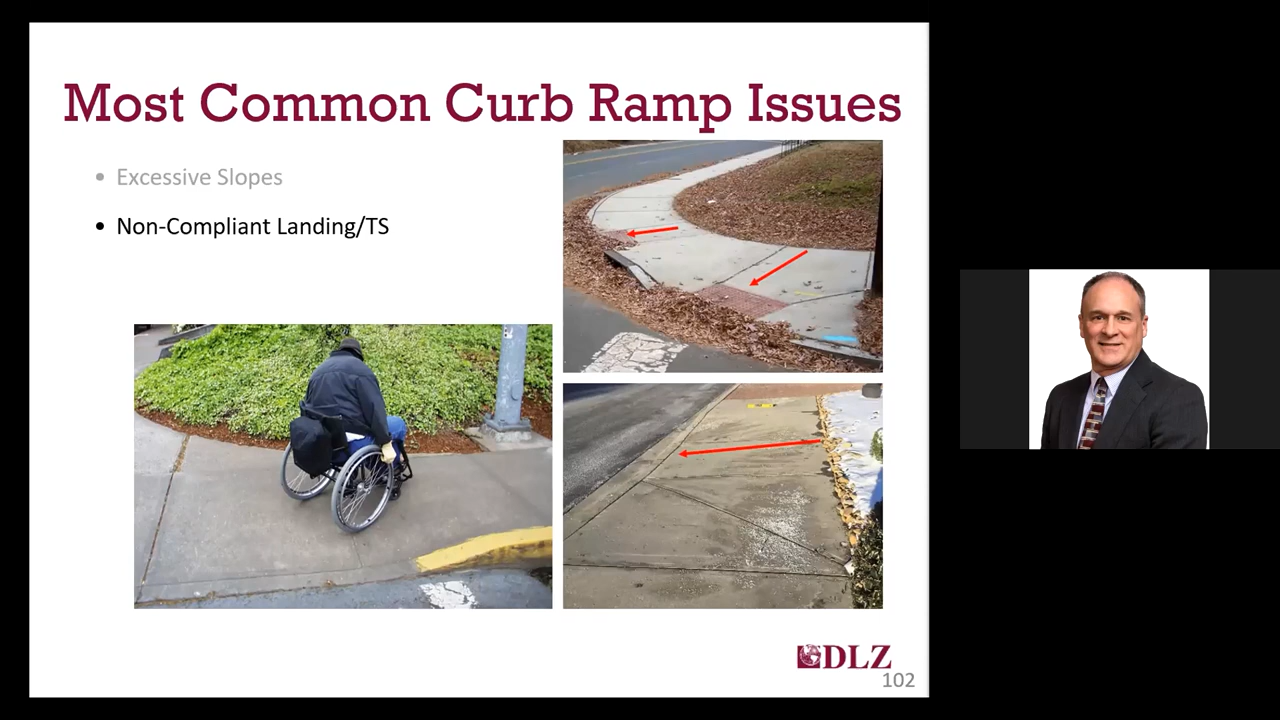 Most Common Curb Ramp Issues
• Excessive Slopes
• Non-Compliant Landing/TS
DLZ
102